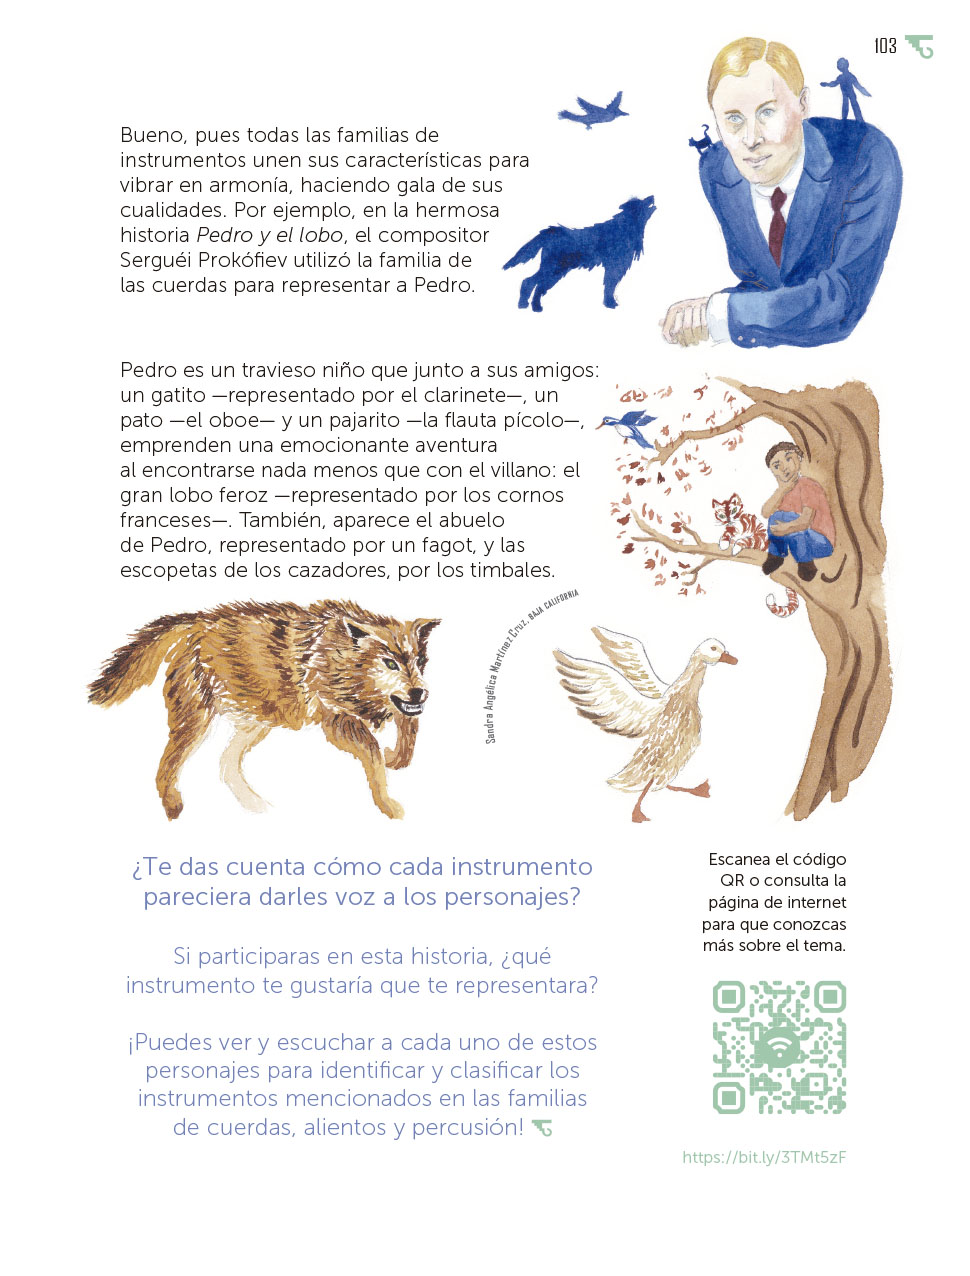 103
Bueno, pues todas las familias de
instrumentos unen sus características para
vibrar en armonía, haciendo gala de sus
cualidades. Por ejemplo, en la hermosa
historia Pedro y el lobo, el compositor
Serguéi Prokófiev utilizó la familia de
las cuerdas para representar a Pedro.
Pedro es un travieso niño que junto a sus amigos:
un gatito —representado por el clarinete—, un
pato —el oboe— y un pajarito —la flauta pícolo—,
emprenden una emocionante aventura
al encontrarse nada menos que con el villano: el
gran lobo feroz —representado por los cornos
franceses—. También, aparece el abuelo
de Pedro, representado por un fagot, y las
escopetas de los cazadores, por los timbales.
Sandra Angélica Martínez Cruz, BAJA CALIFORNIA
¿Te das cuenta cómo cada instrumento
pareciera darles voz a los personajes?
Si participaras en esta historia, ¿qué
instrumento te gustaría que te representara?
¡Puedes ver y escuchar a cada uno de estos
personajes para identificar y clasificar los
instrumentos mencionados en las familias
de cuerdas, alientos y percusión!
Escanea el código
QR o consulta la
página de internet
para que conozcas
más sobre el tema.
https://bit.ly/3TMt5zF